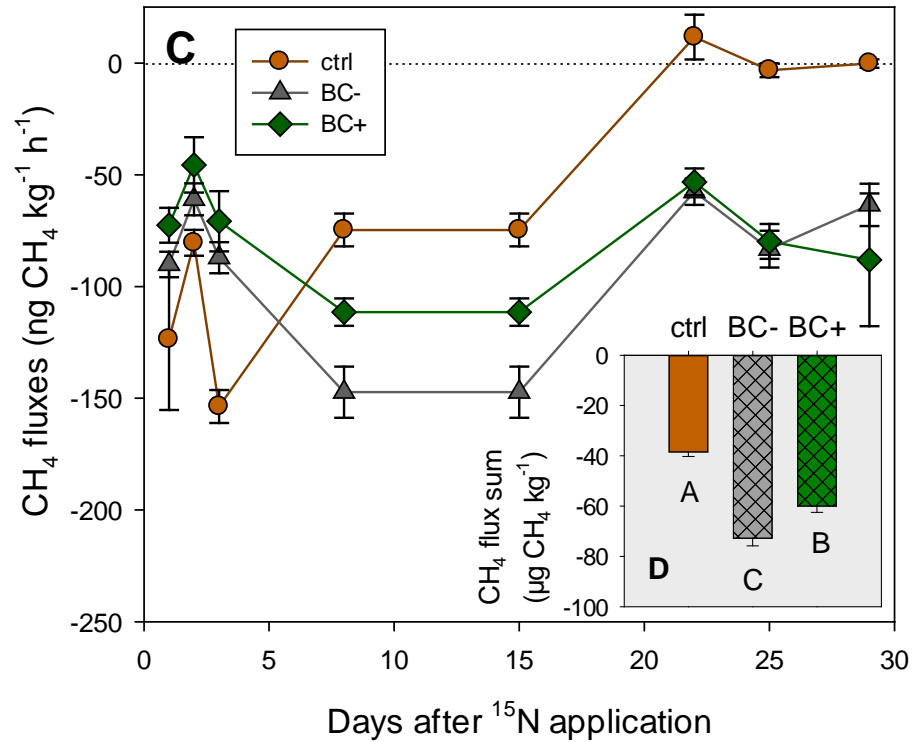 C
ctrl
BC-
BC+
CH₄ fluxes (ng CH₄ kg⁻¹ h⁻¹)
0
-50
-100
-150
-200
-250
0 5 10 15 20 25 30
Days after ¹⁵N application
ctrl BC- BC+
CH₄ flux sum
(µg CH₄ kg⁻¹)
0
-20
-40
-60
-80
-100
A
B
C
D